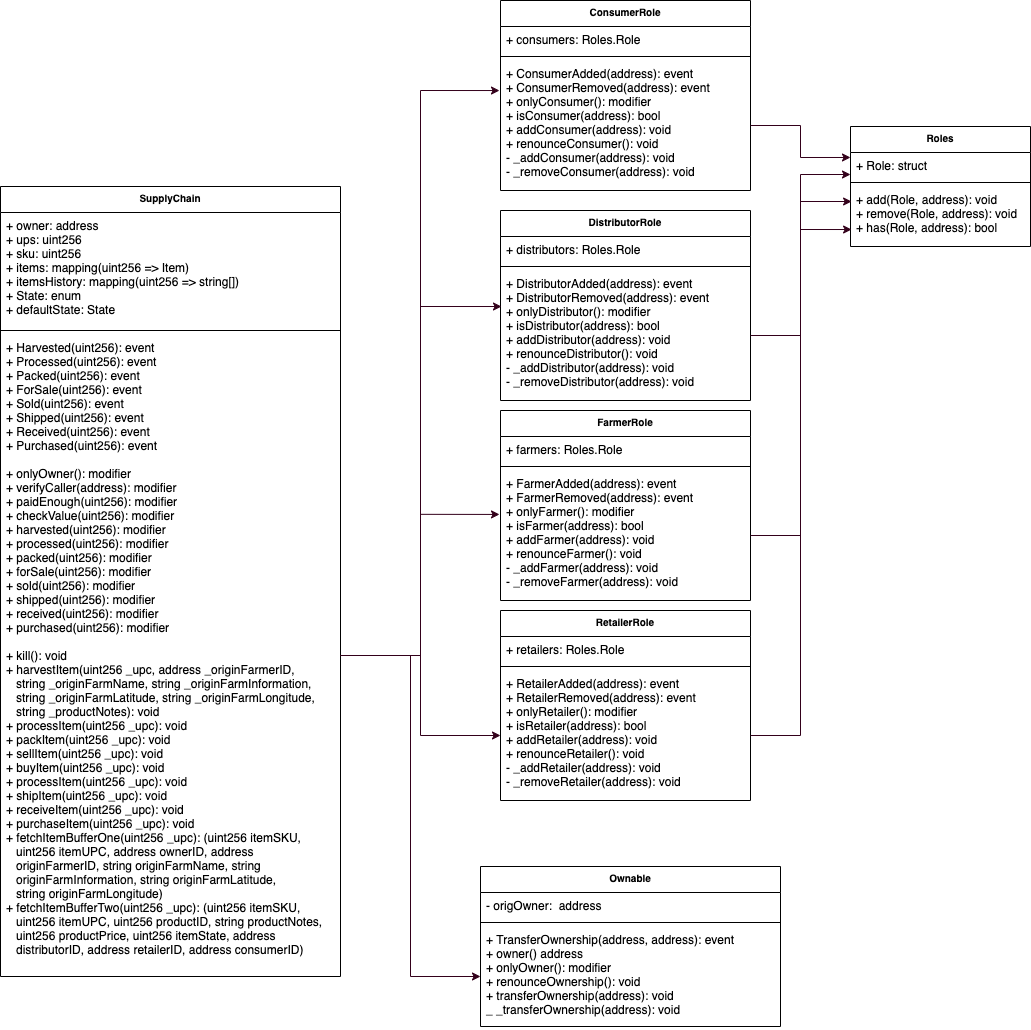 ConsumerRole
+ consumers: Roles.Role
+ ConsumerAdded(address): event
+ ConsumerRemoved(address): event
+ onlyConsumer(): modifier
+ isConsumer(address): bool
+ addConsumer(address): void
+ renounceConsumer(): void
- _addConsumer(address): void
- _removeConsumer(address): void
Roles
+ Role: struct
+ add(Role, address): void
+ remove(Role, address): void
+ has(Role, address): bool
SupplyChain
+ owner: address
+ ups: uint256
+ sku: uint256
+ items: mapping(uint256 => Item)
+ itemsHistory: mapping(uint256 => string[])
+ State: enum
+ defaultState: State
+ Harvested(uint256): event
+ Processed(uint256): event
+ Packed(uint256): event
+ ForSale(uint256): event
+ Sold(uint256): event
+ Shipped(uint256): event
+ Received(uint256): event
+ Purchased(uint256): event
+ onlyOwner(): modifier
+ verifyCaller(address): modifier
+ paidEnough(uint256): modifier
+ checkValue(uint256): modifier
+ harvested(uint256): modifier
+ processed(uint256): modifier
+ packed(uint256): modifier
+ forSale(uint256): modifier
+ sold(uint256): modifier
+ shipped(uint256): modifier
+ received(uint256): modifier
+ purchased(uint256): modifier
+ kill(): void
+ harvestItem(uint256 _upc, address _originFarmerID,
string _originFarmName, string _originFarmInformation,
string _originFarmLatitude, string _originFarmLongitude,
string _productNotes): void
+ processItem(uint256 _upc): void
+ packItem(uint256 _upc): void
+ sellItem(uint256 _upc): void
+ buyItem(uint256 _upc): void
+ processItem(uint256 _upc): void
+ shipItem(uint256 _upc): void
+ receiveItem(uint256 _upc): void
+ purchaseItem(uint256 _upc): void
+ fetchItemBufferOne(uint256 _upc): (uint256 itemSKU,
uint256 itemUPC, address ownerID, address
originFarmerID, string originFarmName, string
originFarmInformation, string originFarmLatitude,
string originFarmLongitude)
+ fetchItemBufferTwo(uint256 _upc): (uint256 itemSKU,
uint256 itemUPC, uint256 productID, string productNotes,
uint256 productPrice, uint256 itemState, address
distributorID, address retailerID, address consumerID)
DistributorRole
+ distributors: Roles.Role
+ DistributorAdded(address): event
+ DistributorRemoved(address): event
+ onlyDistributor(): modifier
+ isDistributor(address): bool
+ addDistributor(address): void
+ renounceDistributor(): void
- _addDistributor(address): void
- _removeDistributor(address): void
FarmerRole
+ farmers: Roles.Role
+ FarmerAdded(address): event
+ FarmerRemoved(address): event
+ onlyFarmer(): modifier
+ isFarmer(address): bool
+ addFarmer(address): void
+ renounceFarmer(): void
- _addFarmer(address): void
- _removeFarmer(address): void
RetailerRole
+ retailers: Roles.Role
+ RetailerAdded(address): event
+ RetailerRemoved(address): event
+ onlyRetailer(): modifier
+ isRetailer(address): bool
+ addRetailer(address): void
+ renounceRetailer(): void
- _addRetailer(address): void
- _removeRetailer(address): void
Ownable
- origOwner: address
+ TransferOwnership(address, address): event
+ owner() address
+ onlyOwner(): modifier
+ renounceOwnership(): void
+ transferOwnership(address): void
_ _transferOwnership(address): void